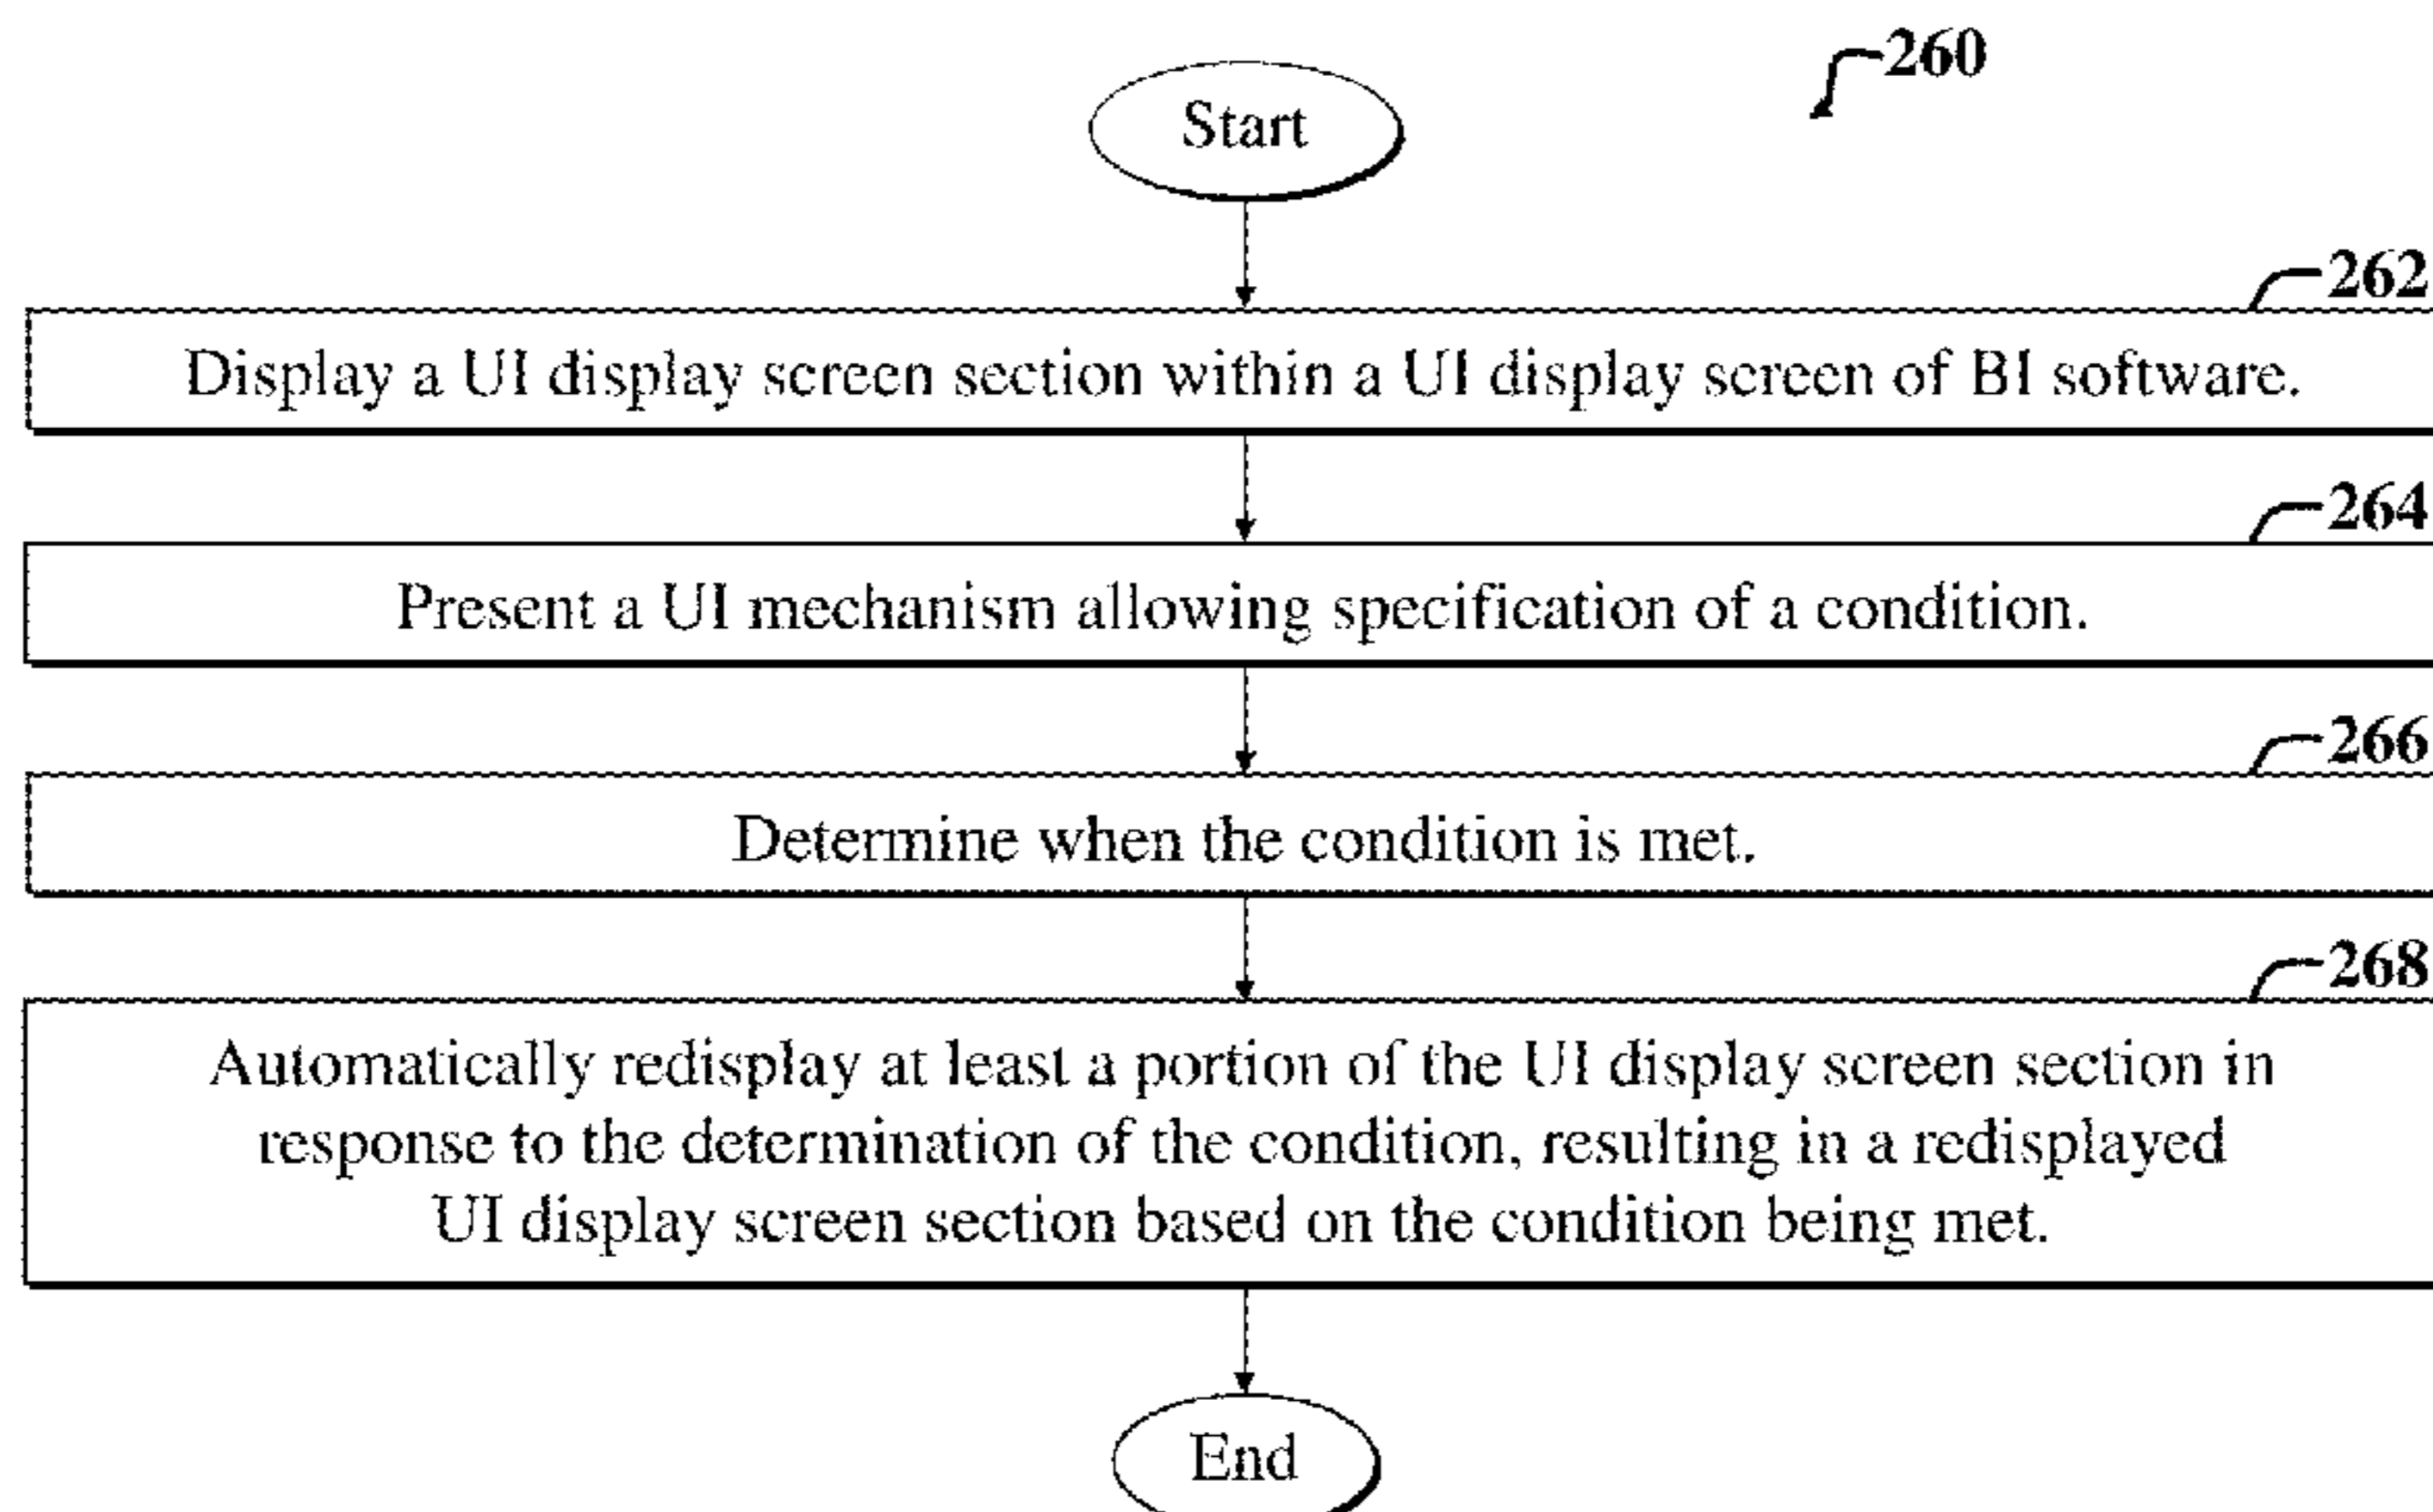 260
Start
262
Display a UI display screen section within a UI display screen of BI software.
264
Present a UI mechanism allowing specification of a condition.
266
Determine when the condition is met.
268
Automatically redisplay at least a portion of the UI display screen section in
response to the determination of the condition, resulting in a redisplayed
UI display screen section based on the condition being met.
End